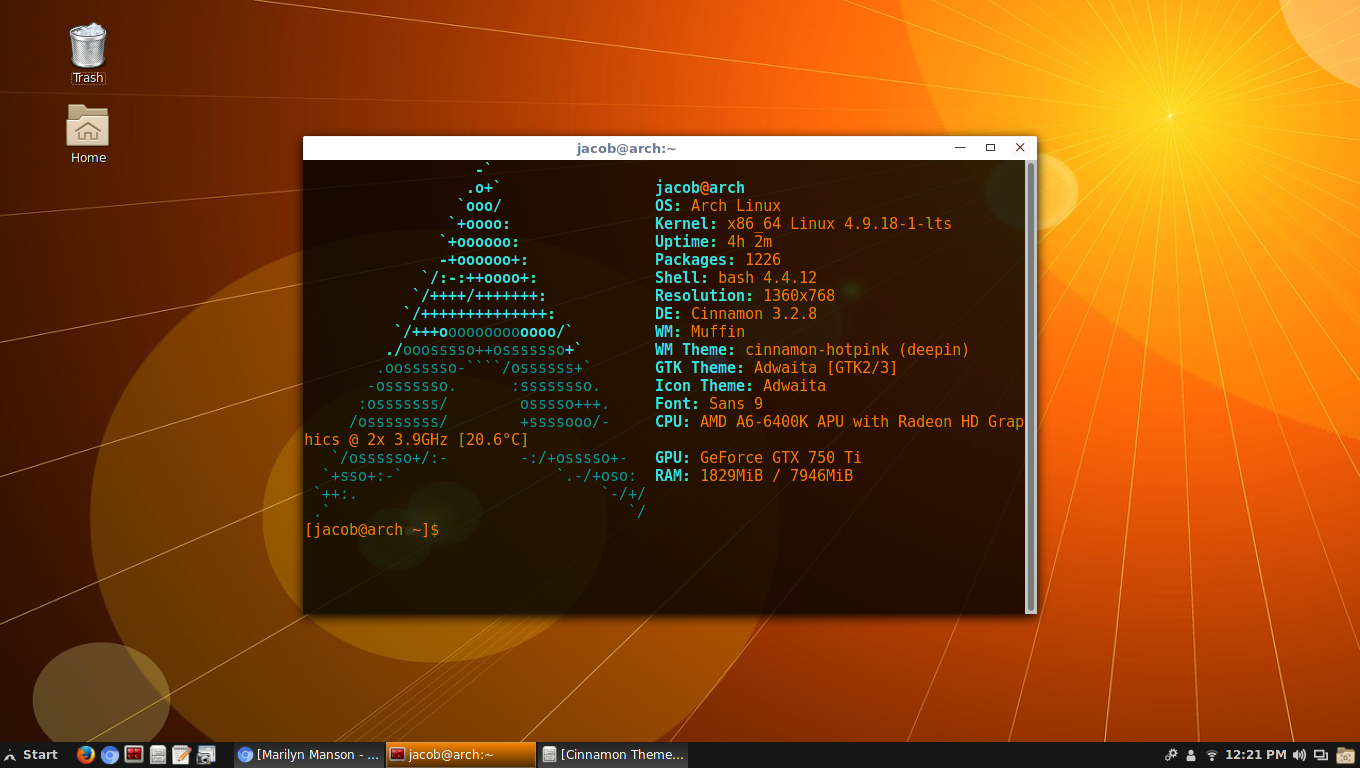 Trash
Home
jacob@arch:~
-`
.o+`
`ooo/
`+oooo:
`+oooooo:
-+oooooo+:
`/:-:++oooo+:
`/++++/+++++++:
`/++++++++++++++:
`/+++ooooooooooooo/`
./ooosssso++osssssso+`
.oossssso-````/ossssss+`
-osssssso. :ssssssso.
:osssssss/ osssso+++.
/ossssssss/ +ssssooo/-
`/ossssso+/:- -:/+osssso+-
`+sso+:-` `.-/+oso:
`++:. `-/+/
.` `/
jacob@arch
OS: Arch Linux
Kernel: x86_64 Linux 4.9.18-1-lts
Uptime: 4h 2m
Packages: 1226
Shell: bash 4.4.12
Resolution: 1360x768
DE: Cinnamon 3.2.8
WM: Muffin
WM Theme: cinnamon-hotpink (deepin)
GTK Theme: Adwaita [GTK2/3]
Icon Theme: Adwaita
Font: Sans 9
CPU: AMD A6-6400K APU with Radeon HD Grap
hics @ 2x 3.9GHz [20.6°C]
GPU: GeForce GTX 750 Ti
RAM: 1829MiB / 7946MiB
[jacob@arch ~]$
Start
[Marilyn Manson - ...
jacob@arch:~
[Cinnamon Theme...
12:21 PM